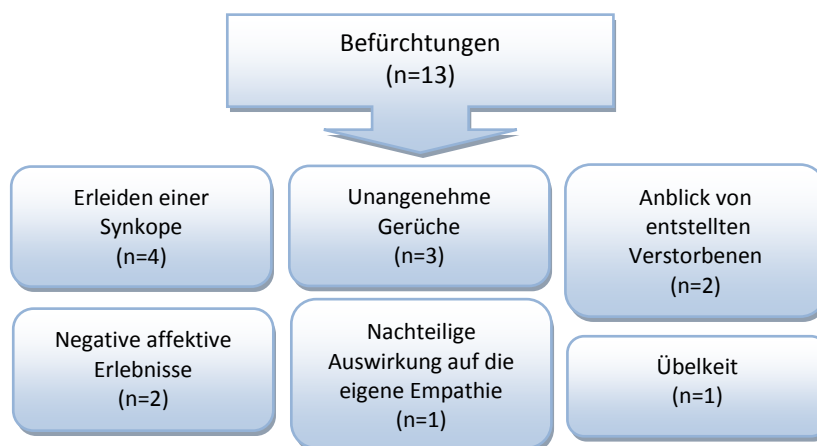 Befürchtungen
(n=13)
Erleiden einer
Synkope
(n=4)
Unangenehme
Gerüche
(n=3)
Anblick von
entstellten
Verstorbenen
(n=2)
Negative affektive
Erlebnisse
(n=2)
Nachteilige
Auswirkung auf die
eigene Empathie
(n=1)
Übelkeit
(n=1)